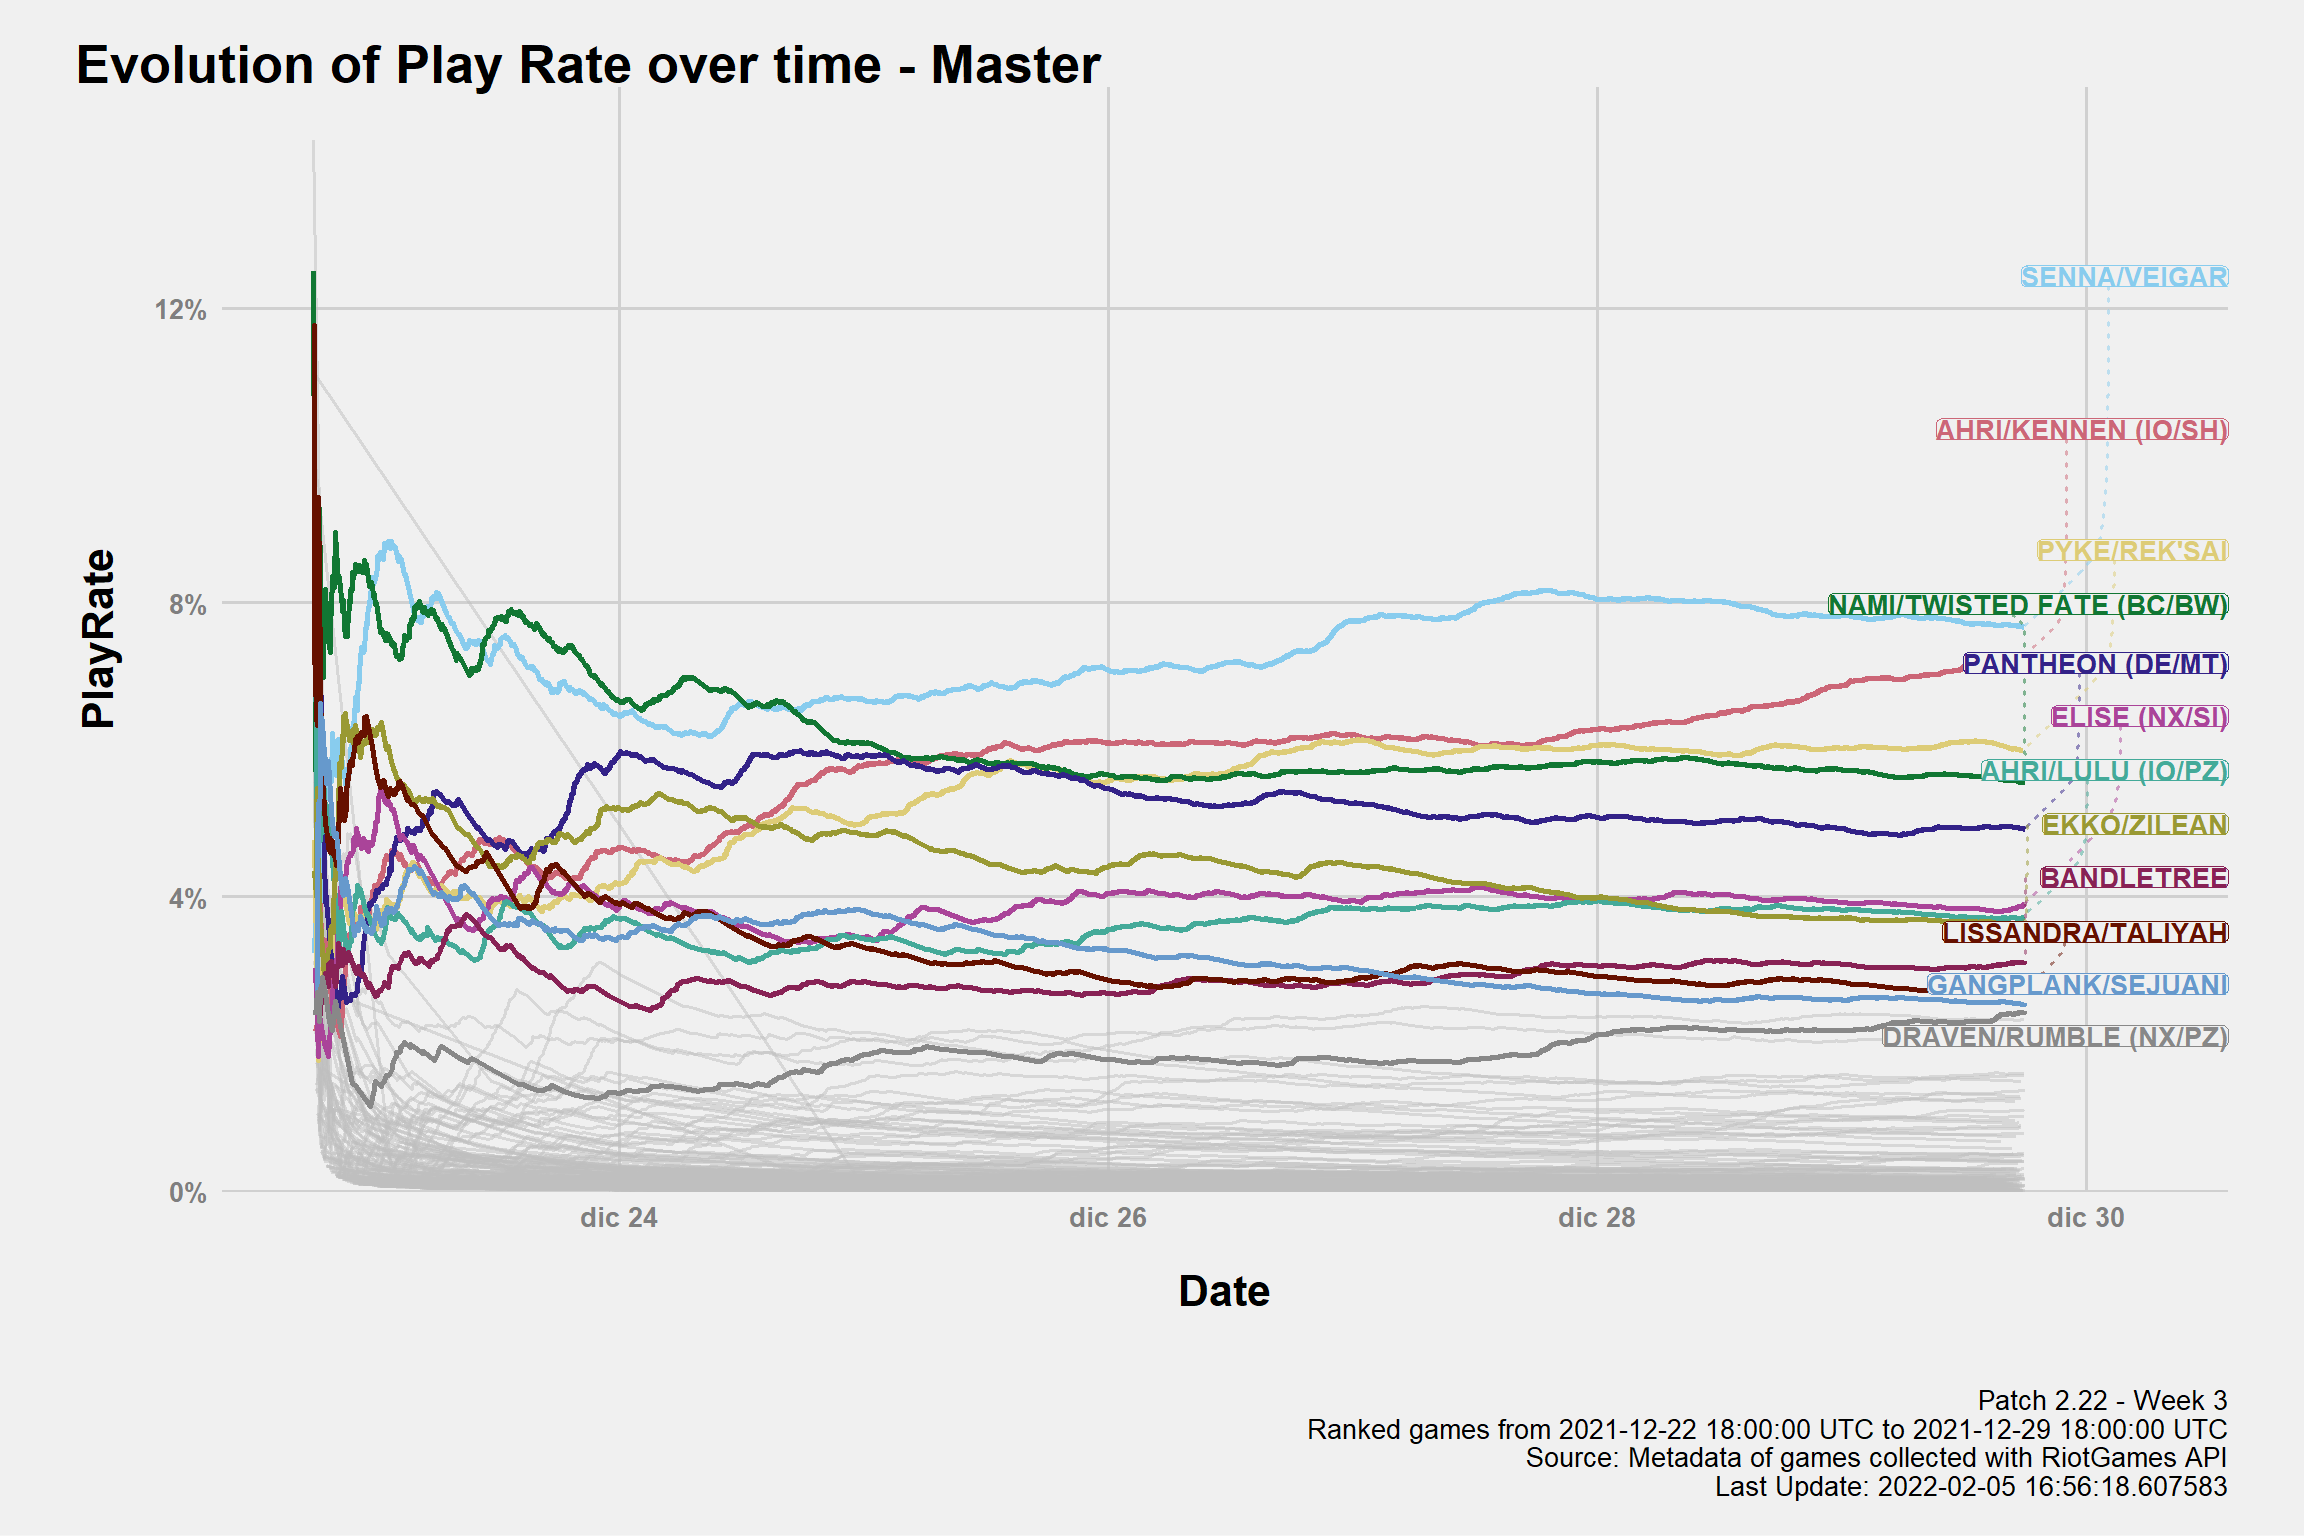 Evolution of Play Rate over time - Master
PlayRate
12%
8%
4%
0%
SENNA/VEIGAR
AHRI/KENNEN (IO/SH)
PYKE/REK'SAI
NAMI/TWISTED FATE (BC/BW)
PANTHEON (DE/MT)
ELISE (NX/SI)
AHRI/LULU (IO/PZ)
EKKO/ZILEAN
BANDLETREE
LISSANDRA/TALIYAH
GANGPLANK/SEJUANI
DRAVEN/RUMBLE (NX/PZ)
dic 24
dic 26
dic 28
dic 30
Date
Patch 2.22 - Week 3
Ranked games from 2021-12-22 18:00:00 UTC to 2021-12-29 18:00:00 UTC
Source: Metadata of games collected with RiotGames API
Last Update: 2022-02-05 16:56:18.607583